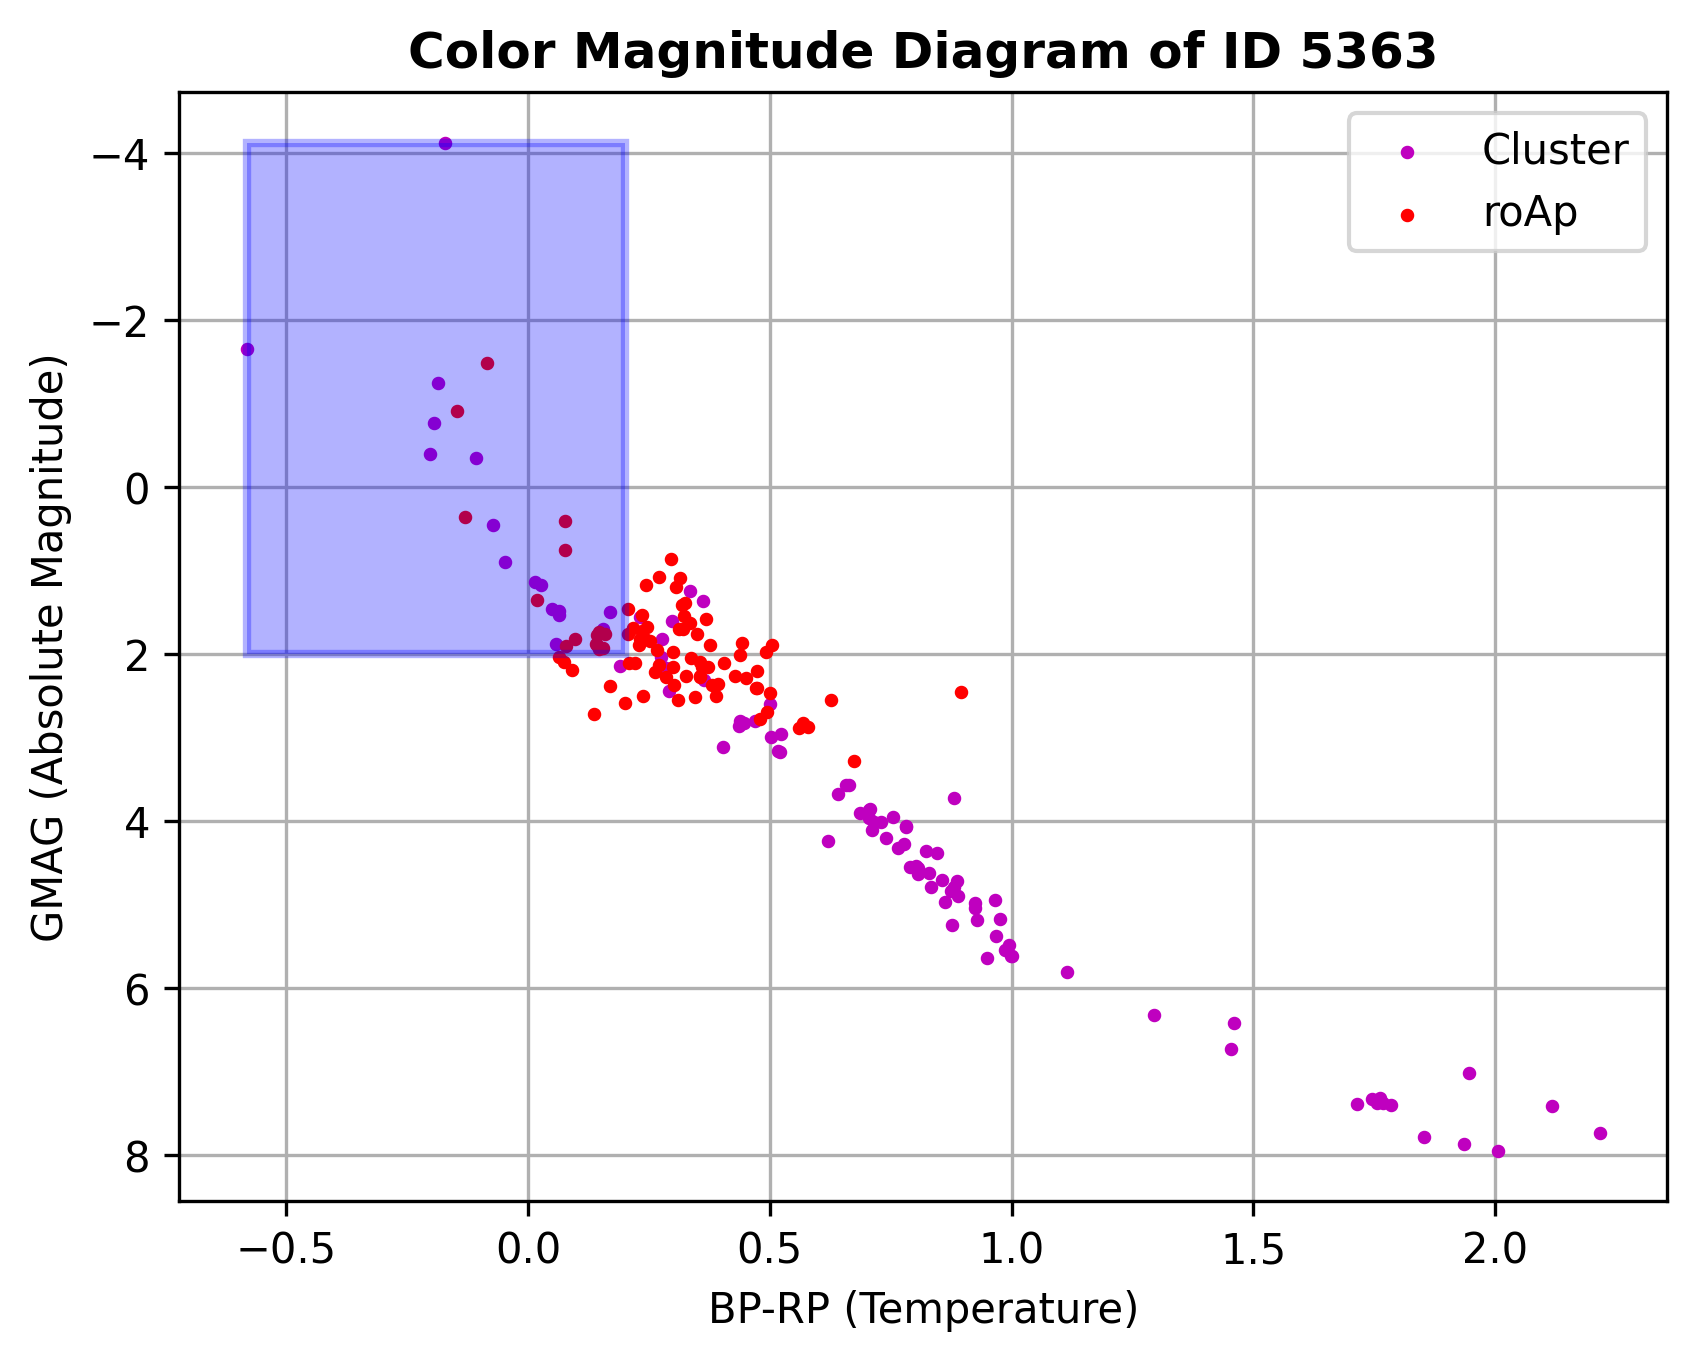 Color Magnitude Diagram of ID 5363
Cluster
roAp
−4
−2
0
2
4
6
8
GMAG (Absolute Magnitude)
−0.5 0.0 0.5 1.0 1.5 2.0
BP-RP (Temperature)